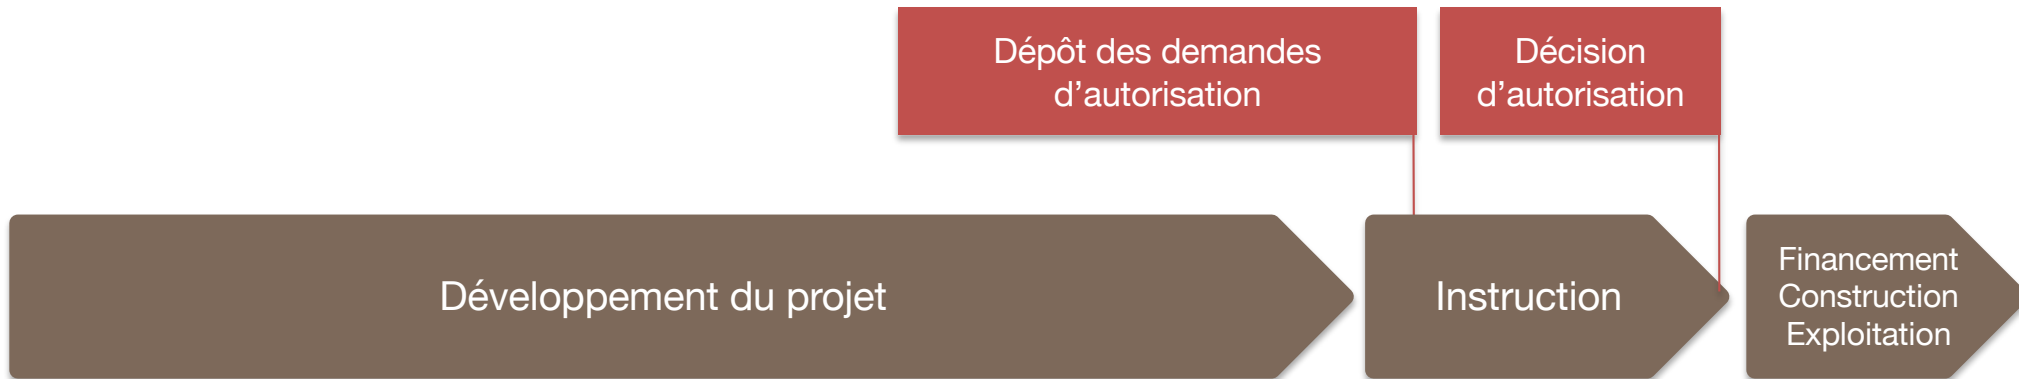 Dépôt des demandes
d’autorisation
Décision
d’autorisation
Développement du projet
Instruction
Financement
Construction
Exploitation